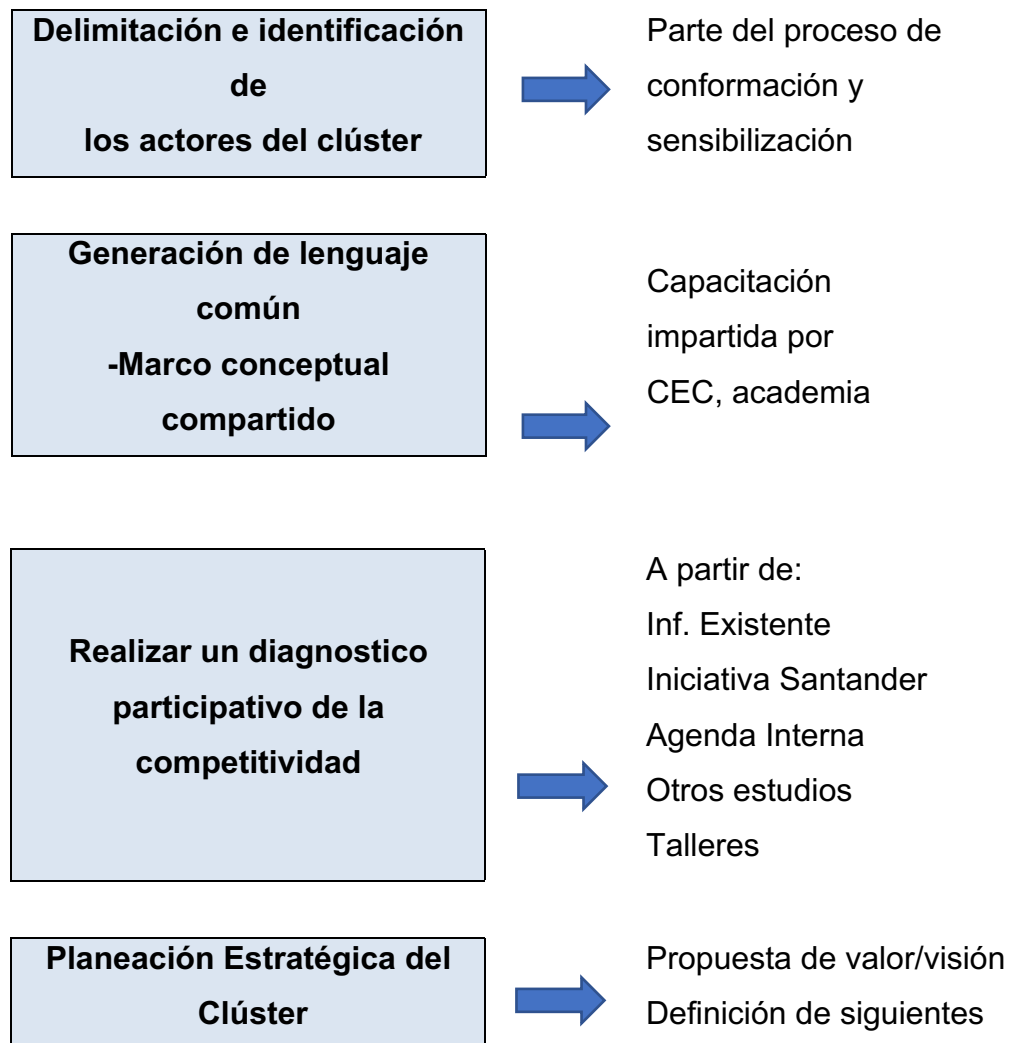 Delimitación e identificación
de
los actores del clúster
Parte del proceso de
conformación y
sensibilización
Generación de lenguaje
común
-Marco conceptual
compartido
Capacitación
impartida por
CEC, academia
Realizar un diagnostico
participativo de la
competitividad
A partir de:
Inf. Existente
Iniciativa Santander
Agenda Interna
Otros estudios
Talleres
Planeación Estratégica del
Clúster
Propuesta de valor/visión
Definición de siguientes